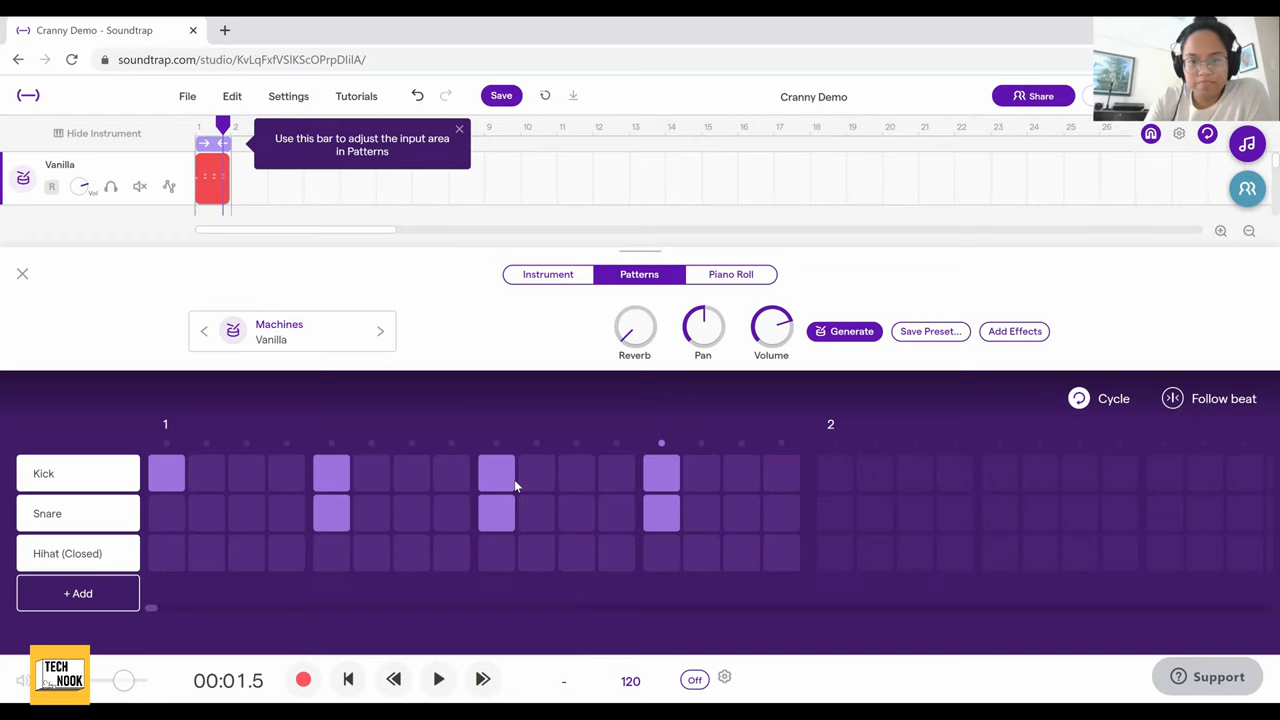 Cranny Demo - Soundtrap
soundtrap.com/studio/KvLqFxfVSlKScOPrpDIilA/
File Edit Settings Tutorials Save Cranny Demo Share
Hide Instrument 1 2 9 10 11 12 13 14 15 16 17 18 19 20 21 22 23 24 25 26
Use this bar to adjust the input area
in Patterns
Vanilla
R Vol
Instrument Patterns Piano Roll
Machines
Vanilla
Generate Save Preset... Add Effects
Reverb Pan Volume
Cycle Follow beat
1 2
Kick
Snare
Hihat (Closed)
+ Add
TECH
NOOK
00:01.5 - 120 Off Support